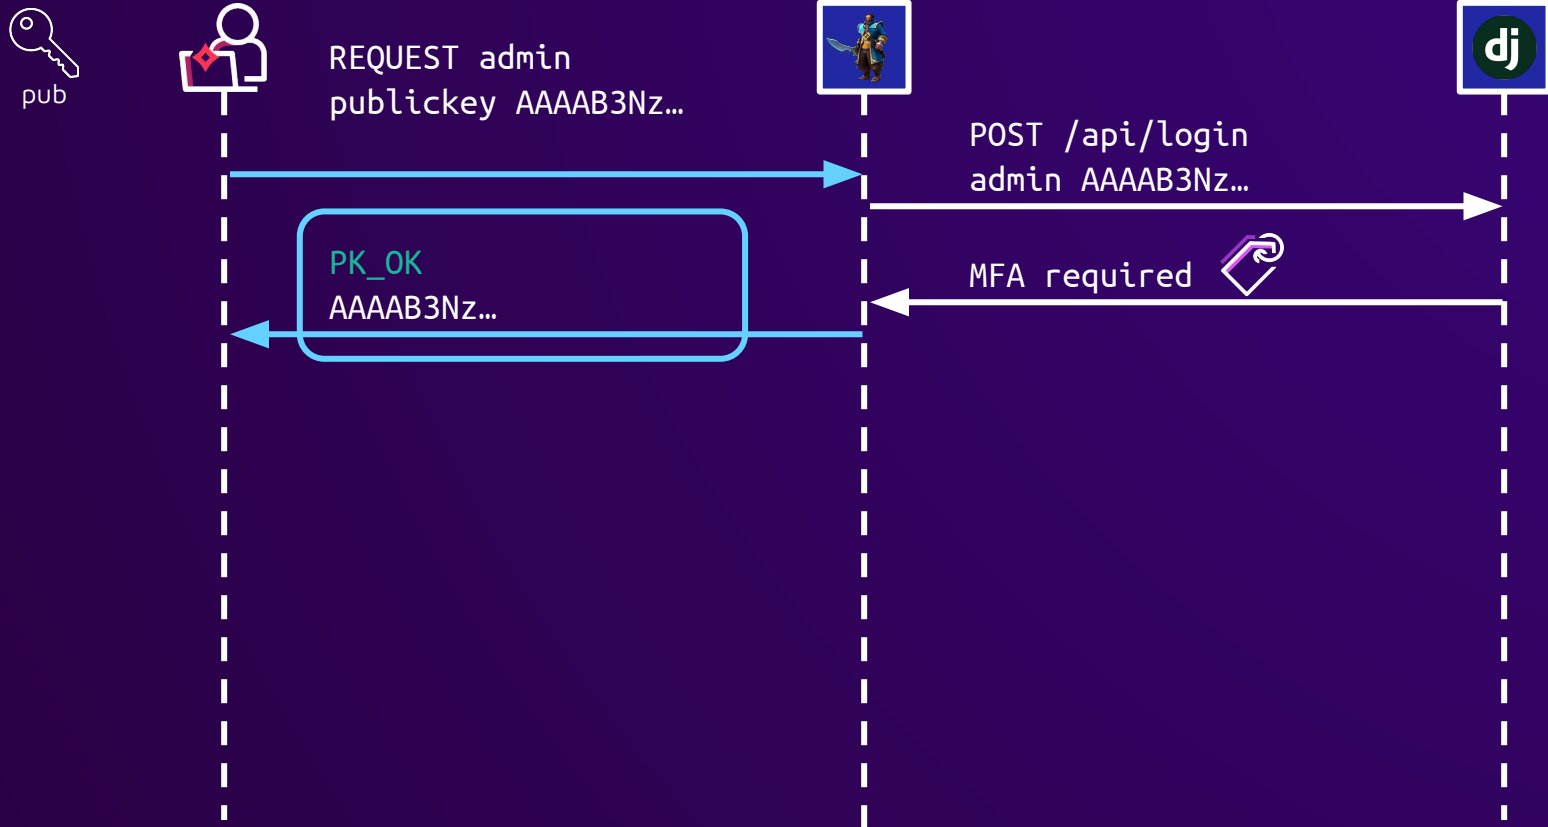 pub
REQUEST admin
publickey AAAAB3Nz…
dj
POST /api/login
admin AAAAB3Nz…
PK_OK
AAAAB3Nz…
MFA required